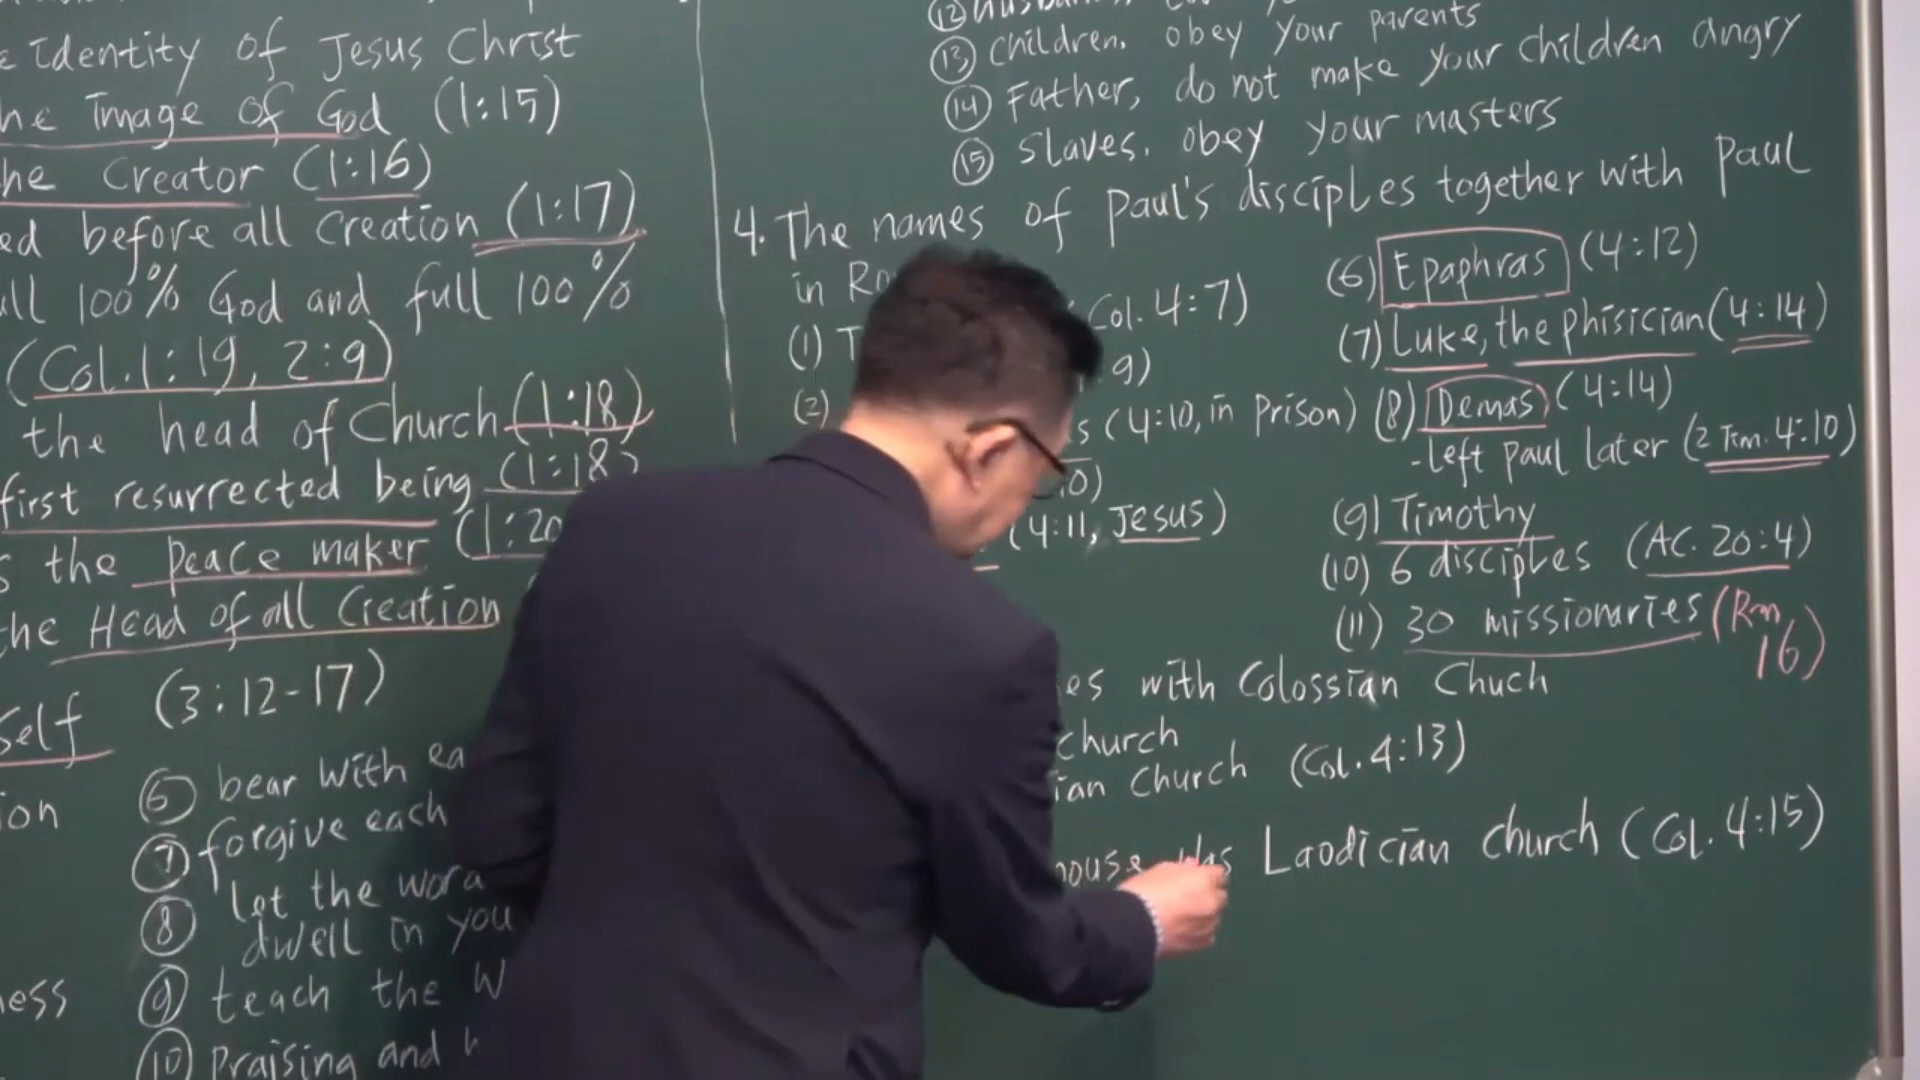 Identity of Jesus Christ
he Image of God (1:15)
he Creator (1:16)
ed before all Creation (1:17)
ull 100% God and full 100%
(Col.1:19, 2:9)
the head of Church (1:18)
first resurrected being (1:18)
s the peace maker (1:20
the Head of all Creation
self (3:12-17)
ion
ness
⑥ bear with ea
⑦ forgive each
⑧ let the word
dwell in you
⑨ teach the W
⑩ praising and
⑫
⑬ children, obey your parents
⑭ Father, do not make your children angry
⑮ slaves, obey your masters
4. The names of paul's disciples together with paul
in Ro
(1) T Col. 4:7)
(2) 9)
s (4:10, in prison)
10)
(4:11, Jesus)
(6) Epaphras (4:12)
(7) Luke, the phisician (4:14)
(8) Demas (4:14)
-left paul later (2 Tim. 4:10)
(9) Timothy
(10) 6 disciples (AC. 20:4)
(11) 30 missionaries (Rm
16)
es with Colossian Chuch
church
ian Church (Col. 4:13)
house was Laodician church (Col. 4:15)